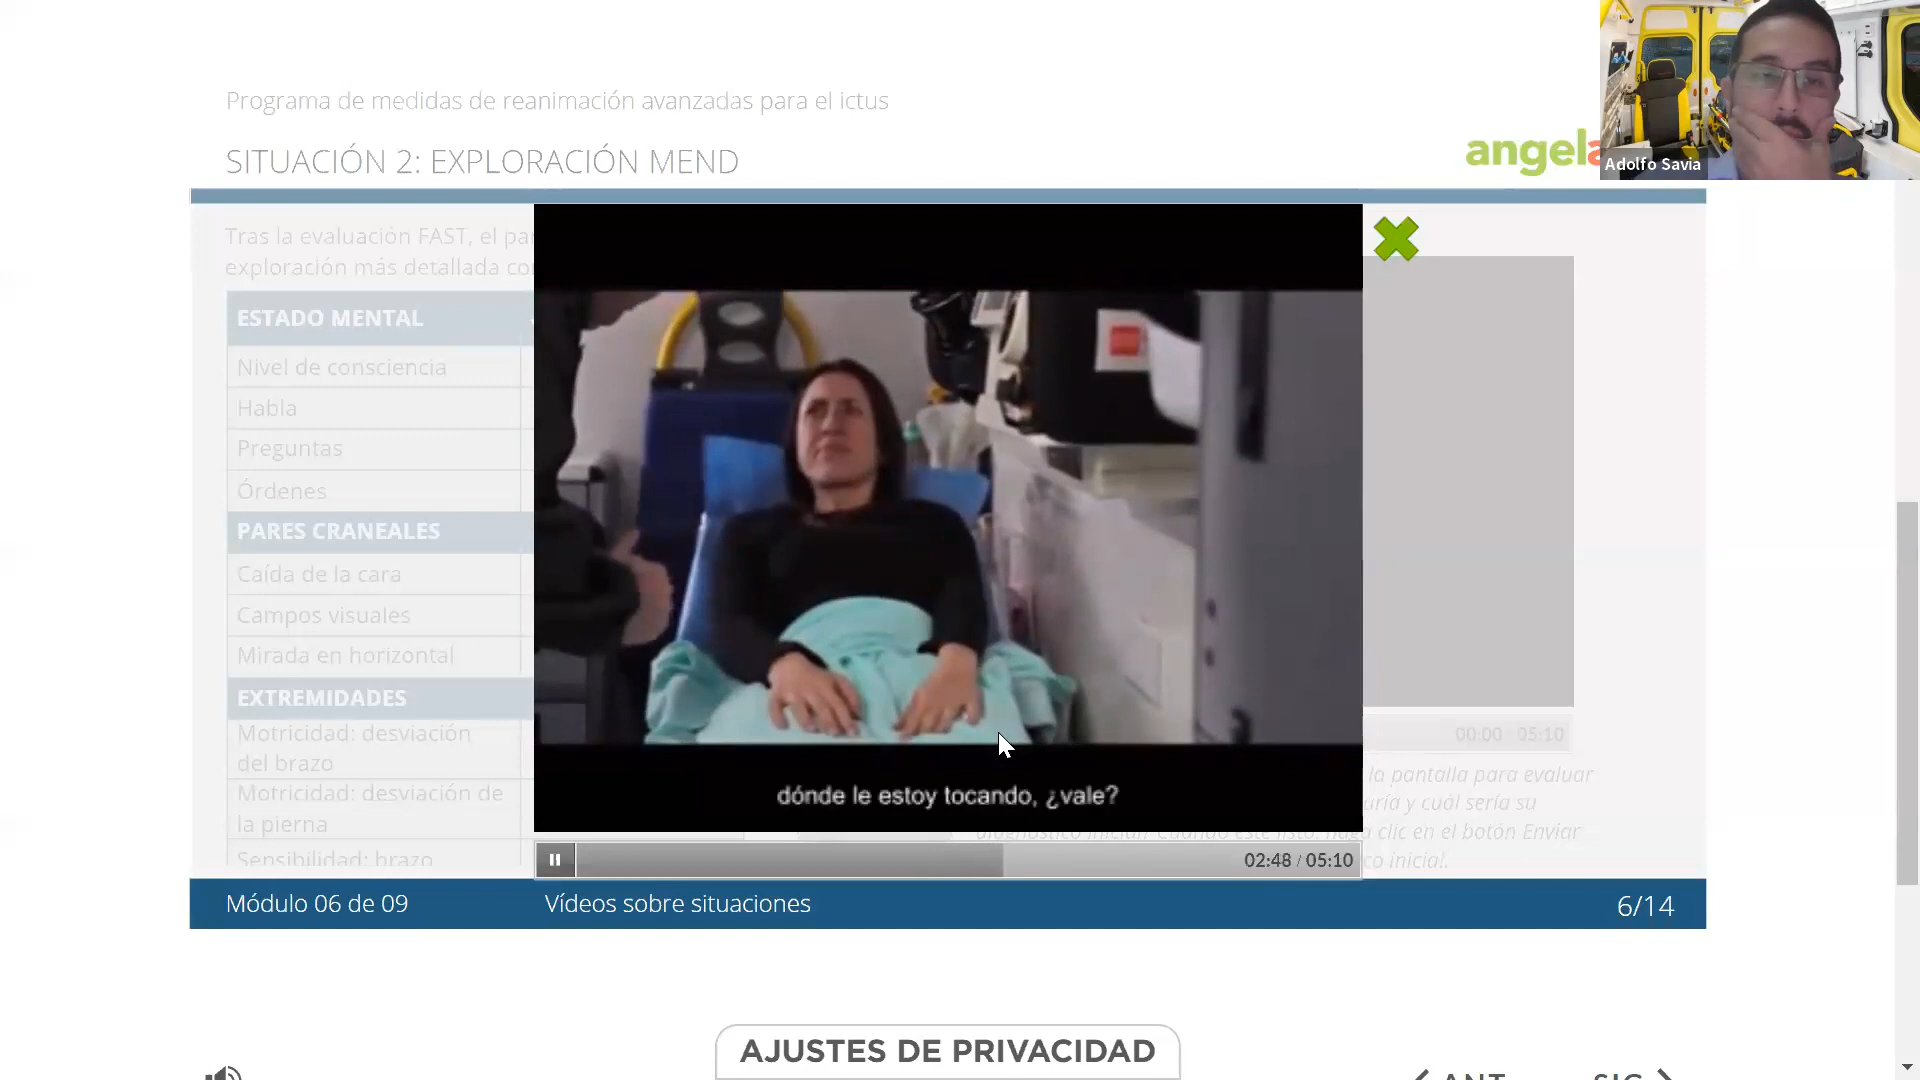 Programa de medidas de reanimación avanzadas para el ictus
SITUACIÓN 2: EXPLORACIÓN MEND
angel
Adolfo Savia
Tras la evaluación FAST, el
exploración más detallada
ESTADO MENTAL
Nivel de consciencia
Habla
Preguntas
Órdenes
PARES CRANEALES
Caída de la cara
Campos visuales
Mirada en horizontal
EXTREMIDADES
Motricidad: desviación
del brazo
Motricidad: desviación de
la pierna
Sensibilidad: brazo
dónde le estoy tocando, ¿vale?
02:48 / 05:10
00:00 05:10
la pantalla para evaluar
y cuál sería su
clic en el botón Enviar
inicial.
Módulo 06 de 09
Vídeos sobre situaciones
6/14
AJUSTES DE PRIVACIDAD
ANT
SIG